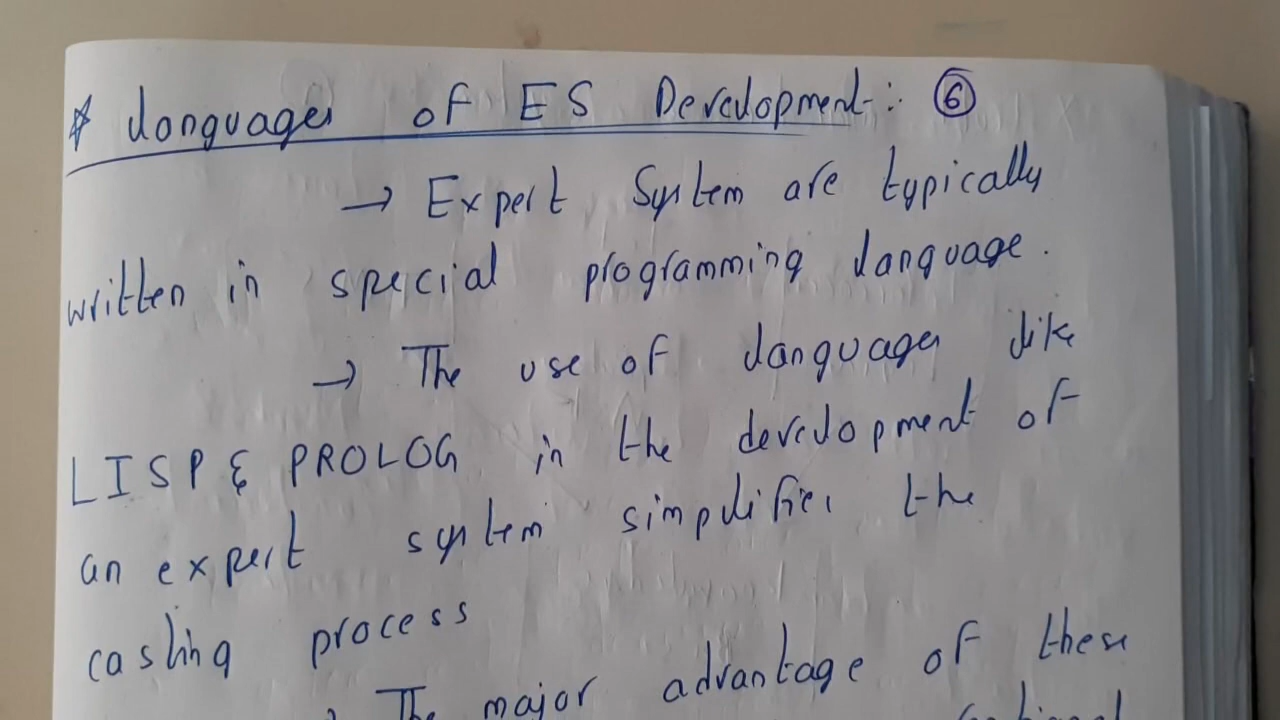 * Languages of ES Development :- 6
→ Expert System are typically
written in special programming language.
→ The use of languages like
LISP & PROLOG in the development of
an expert system simplifies the
casting process
→ The major advantage of these